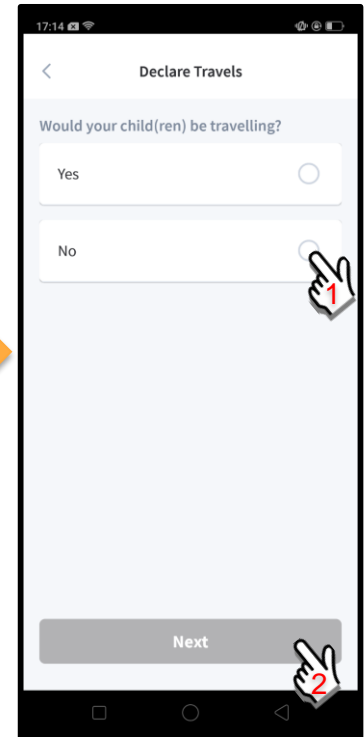 17:14
Declare Travels
Would your child(ren) be travelling?
Yes
No
1
Next
2